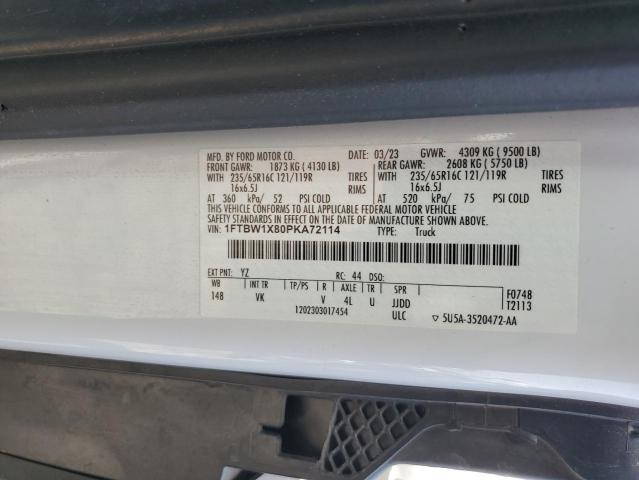 MFD. BY FORD MOTOR CO. 03/23 GVWR: 4309 KG ( 9500 LB)
FRONT GAWR: 1873 KG ( 4130 LB) REAR GAWR: 2608 KG ( 5750 LB)
WITH 235/65R16C 121/119R TIRES WITH 235/65R16C 121/119R TIRES
16x6.5J RIMS 16x6.5J RIMS
AT 360 kPa/ 52 PSI COLD AT 520 kPa/ 75 PSI COLD
THIS VEHICLE CONFORMS TO ALL APPLICABLE FEDERAL MOTOR VEHICLE
SAFETY STANDARDS IN EFFECT ON THE DATE OF MANUFACTURE SHOWN ABOVE.
VIN: 1FTBW1X80PKA72114 TYPE: Truck
EXT PNT: YZ RC: 44 DSO:
WB INT TR TP/PS R AXLE TR SPR F0748
148 VK V 4L U JJDD T2113
1202303017454 ULC ▽ 5U5A-3520472-AA